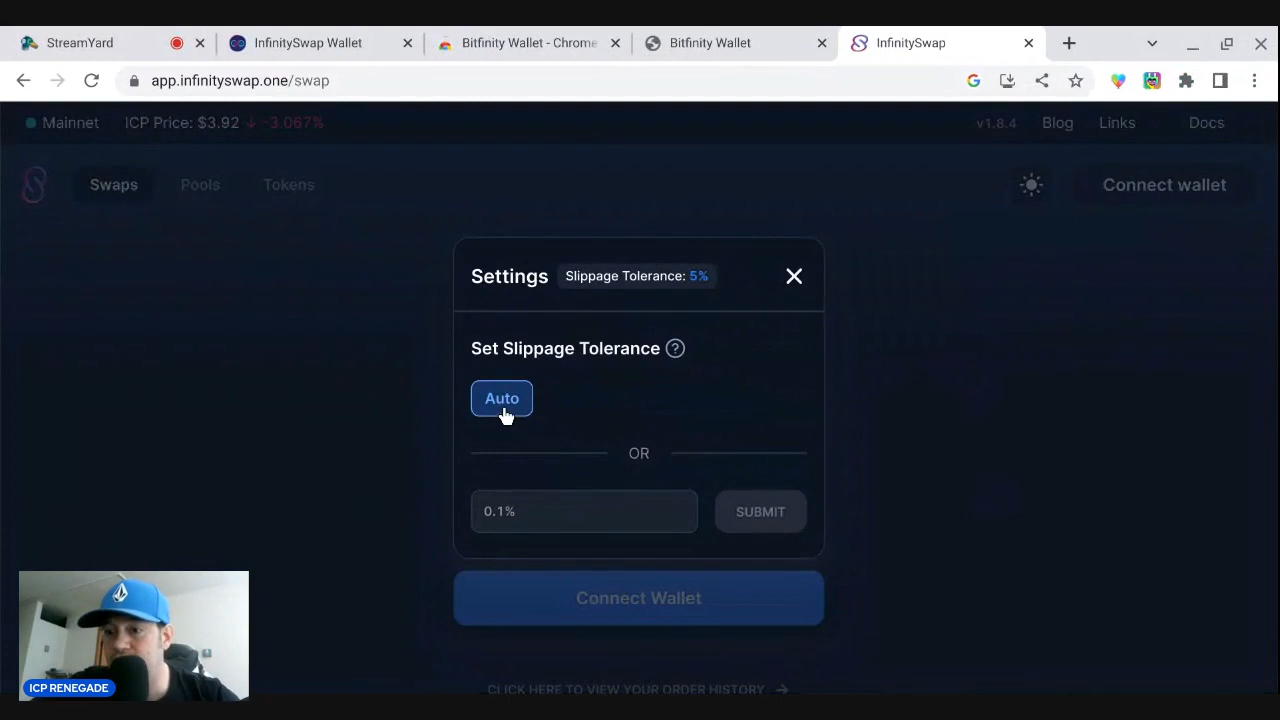 StreamYard
InfinitySwap Wallet
Bitfinity Wallet - Chrome
Bitfinity Wallet
InfinitySwap
app.infinityswap.one/swap
Mainnet
ICP Price: $3.92 ↓ -3.067%
v1.8.4
Blog
Links
Docs
Swaps
Pools
Tokens
Connect wallet
Settings
Slippage Tolerance: 5%
Set Slippage Tolerance ?
Auto
OR
0.1%
SUBMIT
Connect Wallet
CLICK HERE TO VIEW YOUR ORDER HISTORY →
ICP RENEGADE